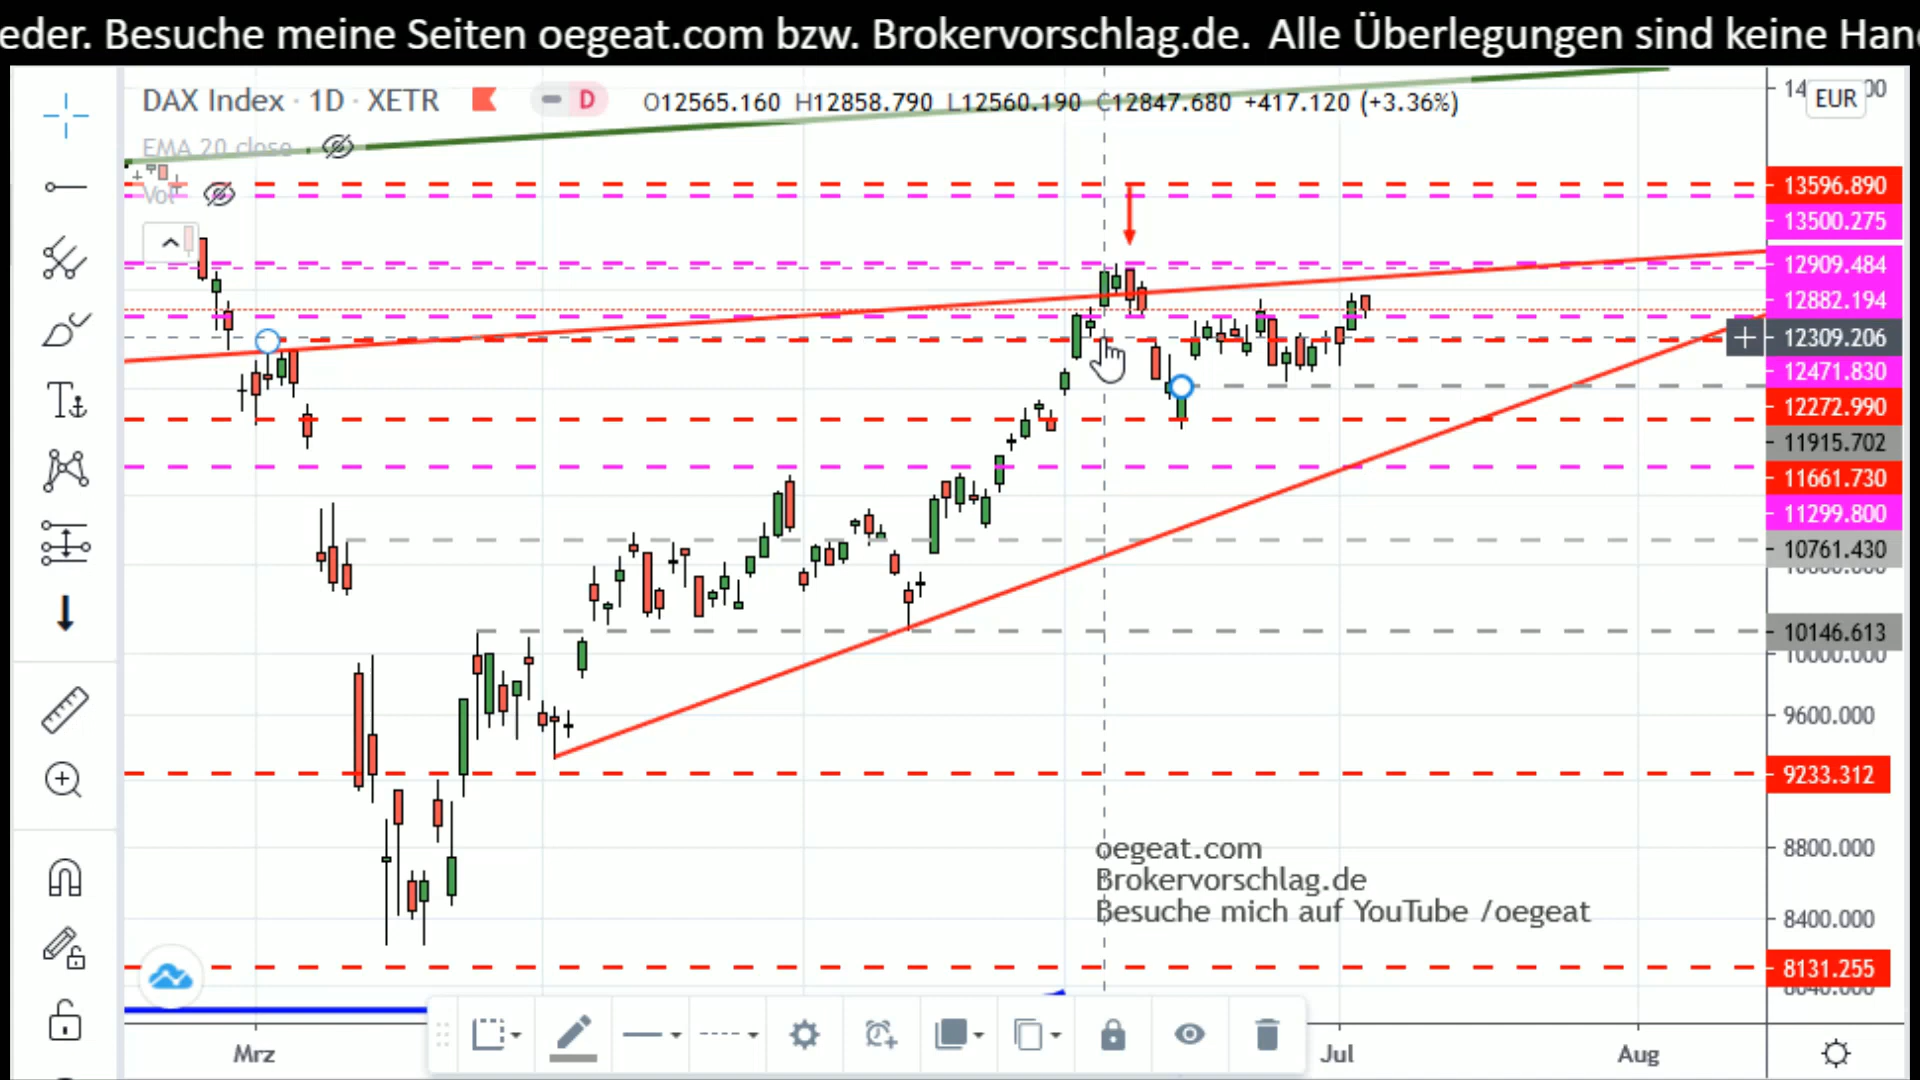 eder. Besuche meine Seiten oegeat.com bzw. Brokervorschlag.de. Alle Überlegungen sind keine Han
DAX Index · 1D · XETR
D
O12565.160 H12858.790 L12560.190 C12847.680 +417.120 (+3.36%)
EUR
EMA 20 close
Vol
13596.890
13500.275
12909.484
12882.194
12309.206
12471.830
12272.990
11915.702
11661.730
11299.800
10761.430
10146.613
10000.000
9600.000
9233.312
8800.000
8400.000
8131.255
oegeat.com
Brokervorschlag.de
Besuche mich auf YouTube /oegeat
Mrz
Jul
Aug